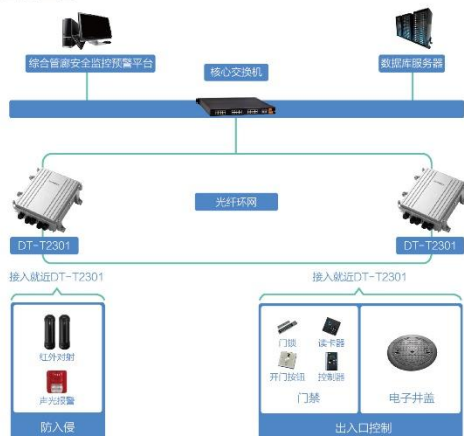 综合管廊安全监控预警平台
核心交换机
数据库服务器
光纤环网
DT-T2301
DT-T2301
接入就近DT-T2301
接入就近DT-T2301
红外对射
声光报警
防入侵
门锁
读卡器
开门按钮
控制器
门禁
电子井盖
出入口控制